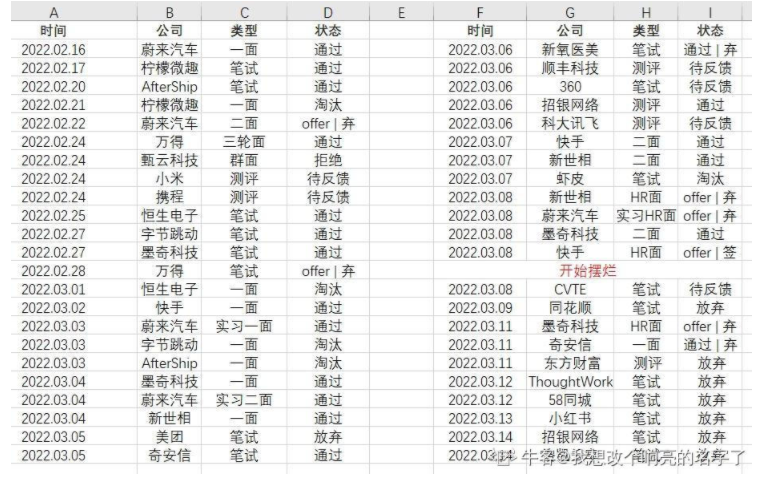 A B C D E F G H I
时间 公司 类型 状态 时间 公司 类型 状态
2022.02.16 蔚来汽车 一面 通过 2022.03.06 新氧医美 笔试 通过 | 弃
2022.02.17 柠檬微趣 笔试 通过 2022.03.06 顺丰科技 测评 待反馈
2022.02.20 AfterShip 笔试 通过 2022.03.06 360 笔试 待反馈
2022.02.21 柠檬微趣 一面 淘汰 2022.03.06 招银网络 测评 通过
2022.02.22 蔚来汽车 二面 offer | 弃 2022.03.06 科大讯飞 测评 待反馈
2022.02.24 万得 三轮面 通过 2022.03.07 快手 二面 通过
2022.02.24 甄云科技 群面 拒绝 2022.03.07 新世相 二面 通过
2022.02.24 小米 测评 待反馈 2022.03.07 虾皮 笔试 淘汰
2022.02.24 携程 测评 待反馈 2022.03.08 新世相 HR面 offer | 弃
2022.02.25 恒生电子 笔试 通过 2022.03.08 蔚来汽车 实习HR面 offer | 弃
2022.02.27 字节跳动 笔试 通过 2022.03.08 墨奇科技 二面 通过
2022.02.27 墨奇科技 笔试 通过 2022.03.08 快手 HR面 offer | 签
2022.02.28 万得 笔试 offer | 弃 开始摆烂
2022.03.01 恒生电子 一面 淘汰 2022.03.08 CVTE 笔试 待反馈
2022.03.02 快手 一面 通过 2022.03.09 同花顺 笔试 放弃
2022.03.03 蔚来汽车 实习一面 通过 2022.03.11 墨奇科技 HR面 offer | 弃
2022.03.03 字节跳动 一面 淘汰 2022.03.11 奇安信 一面 通过 | 弃
2022.03.03 AfterShip 一面 淘汰 2022.03.11 东方财富 测评 放弃
2022.03.04 墨奇科技 一面 通过 2022.03.12 ThoughtWork 笔试 放弃
2022.03.04 蔚来汽车 实习二面 通过 2022.03.12 58同城 笔试 放弃
2022.03.04 新世相 一面 通过 2022.03.13 小红书 笔试 放弃
2022.03.05 美团 笔试 放弃 2022.03.14 招银网络 笔试 放弃
2022.03.05 奇安信 笔试 通过 2022.03.14 笔试 放弃
牛客@我想改个响亮的名字了